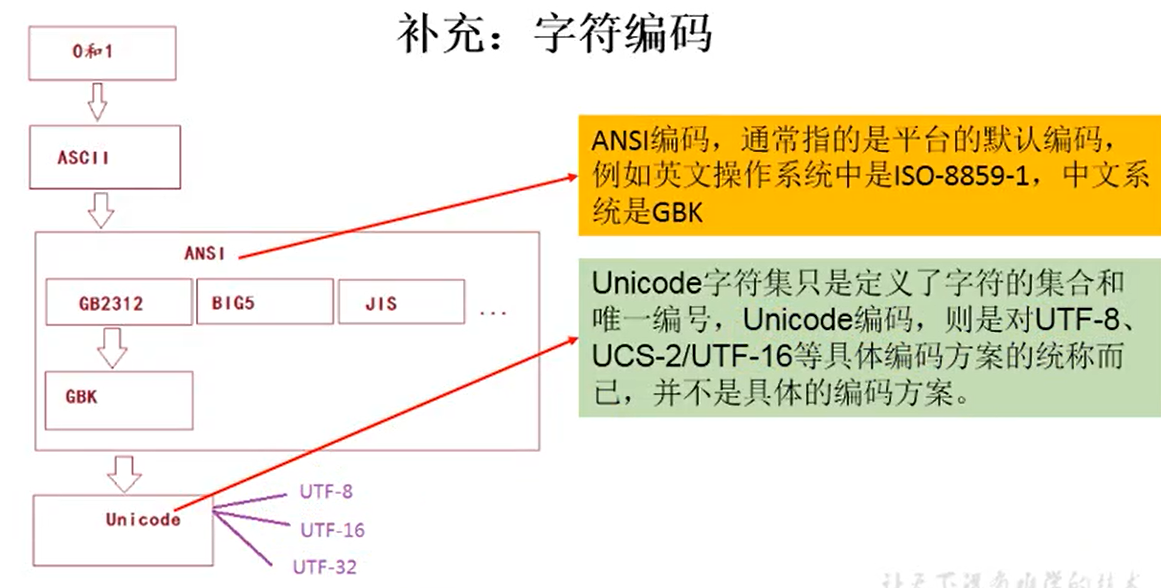 补充：字符编码
0和1
ASCII
ANSI
GB2312
BIG5
JIS
...
GBK
Unicode
UTF-8
UTF-16
UTF-32
ANSI编码，通常指的是平台的默认编码，
例如英文操作系统中是ISO-8859-1，中文系
统是GBK
Unicode字符集只是定义了字符的集合和
唯一编号，Unicode编码，则是对UTF-8、
UCS-2/UTF-16等具体编码方案的统称而
已，并不是具体的编码方案。